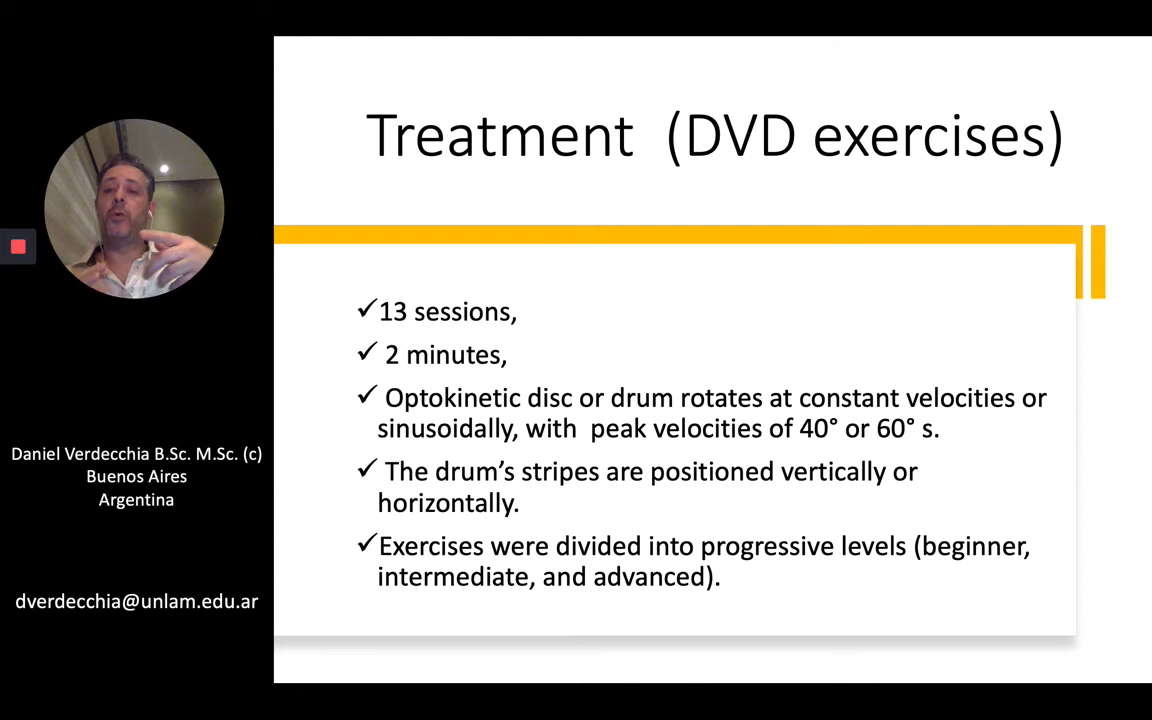 Treatment (DVD exercises)
✓13 sessions,
✓ 2 minutes,
✓ Optokinetic disc or drum rotates at constant velocities or
sinusoidally, with peak velocities of 40° or 60° s.
✓ The drum’s stripes are positioned vertically or
horizontally.
✓Exercises were divided into progressive levels (beginner,
intermediate, and advanced).
Daniel Verdecchia B.Sc. M.Sc. (c)
Buenos Aires
Argentina
dverdecchia@unlam.edu.ar